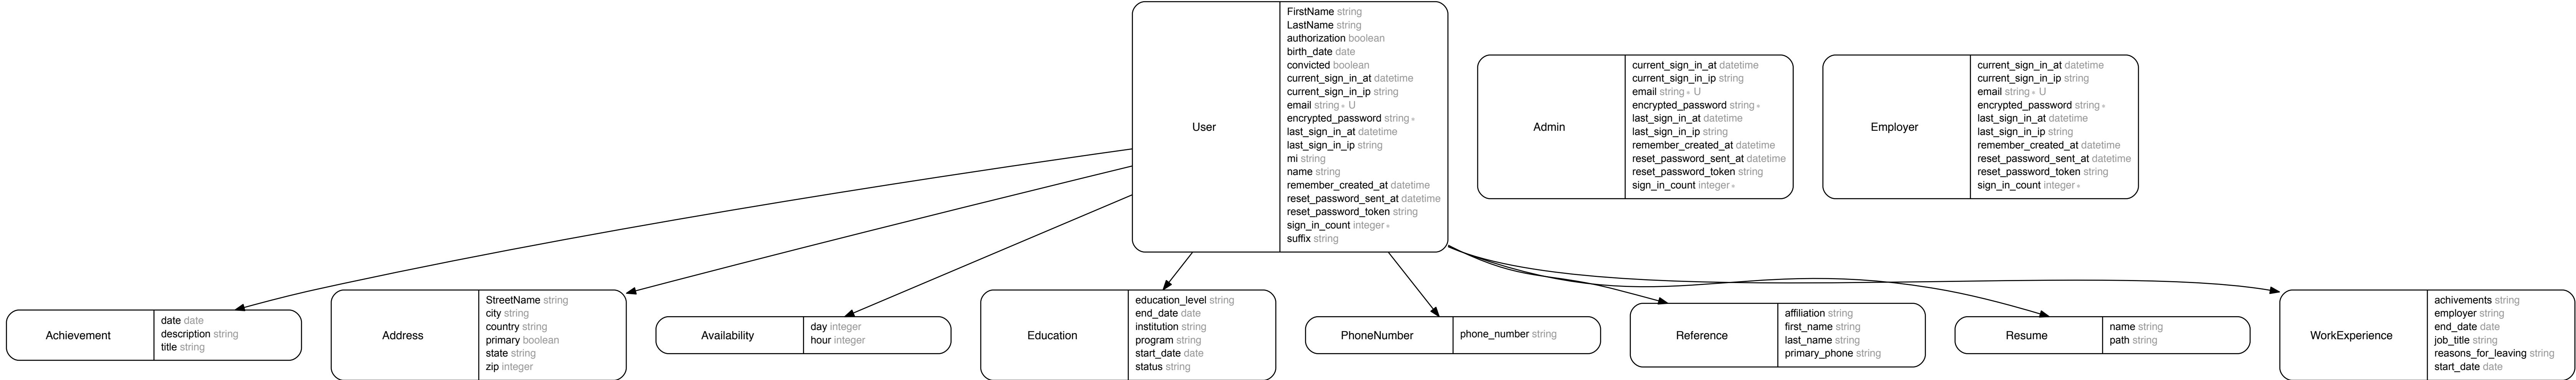 User
FirstName string
LastName string
authorization boolean
birth_date date
convicted boolean
current_sign_in_at datetime
current_sign_in_ip string
email string * U
encrypted_password string *
last_sign_in_at datetime
last_sign_in_ip string
mi string
name string
remember_created_at datetime
reset_password_sent_at datetime
reset_password_token string
sign_in_count integer *
suffix string
Admin
current_sign_in_at datetime
current_sign_in_ip string
email string * U
encrypted_password string *
last_sign_in_at datetime
last_sign_in_ip string
remember_created_at datetime
reset_password_sent_at datetime
reset_password_token string
sign_in_count integer *
Employer
current_sign_in_at datetime
current_sign_in_ip string
email string * U
encrypted_password string *
last_sign_in_at datetime
last_sign_in_ip string
remember_created_at datetime
reset_password_sent_at datetime
reset_password_token string
sign_in_count integer *
Achievement
date date
description string
title string
Address
StreetName string
city string
country string
primary boolean
state string
zip integer
Availability
day integer
hour integer
Education
education_level string
end_date date
institution string
program string
start_date date
status string
PhoneNumber
phone_number string
Reference
affiliation string
first_name string
last_name string
primary_phone string
Resume
name string
path string
WorkExperience
achievements string
employer string
end_date date
job_title string
reasons_for_leaving string
start_date date